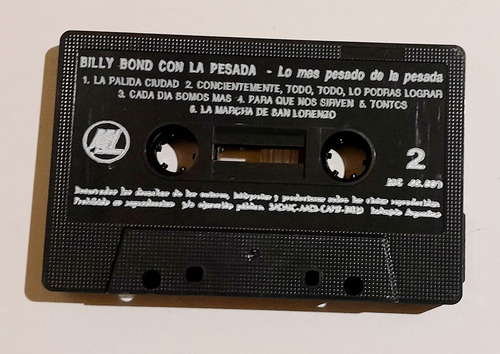 BILLY BOND CON LA PESADA - Lo mas pesado de la pesada
1. LA PALIDA CIUDAD 2. CONCIENTEMENTE, TODO, TODO, LO PODRAS LOGRAR
3. CADA DIA SOMOS MAS 4. PARA QUE NOS SIRVEN 5. TONTOS
6. LA MARCHA DE SAN LORENZO
2
Reservados los derechos de los autores, intérpretes y productores sobre las obras reproducidas.
Prohibida su reproducción y/o ejecución pública. SADAIC Industria Argentina